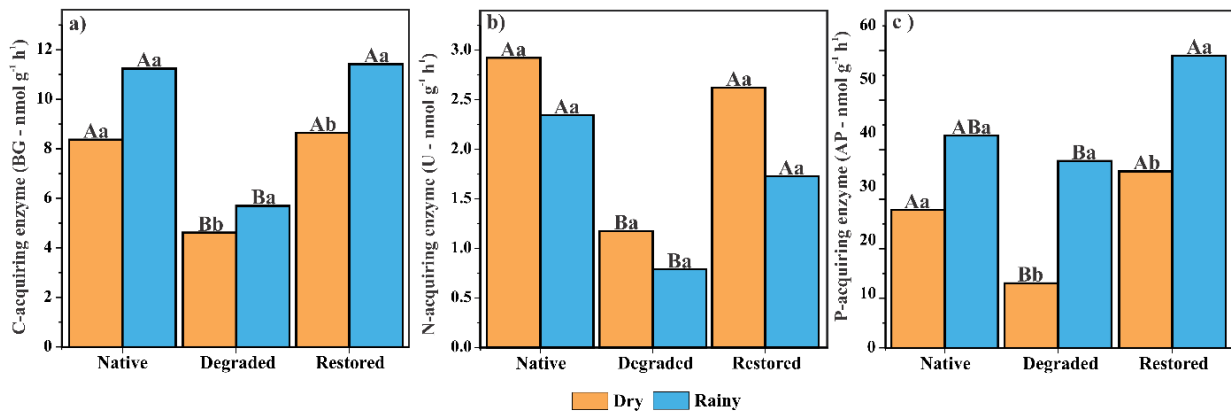 a)
C-acquiring enzyme (BG - nmol g⁻¹ h¹)
12
10
8
6
4
2
0
Aa
Aa
Bb
Ba
Ab
Aa
Native Degraded Restored
b)
N-acquiring enzyme (U - nmol g⁻¹ h¹)
3.0
2.5
2.0
1.5
1.0
0.5
0.0
Aa
Aa
Ba
Ba
Aa
Aa
Native Degraded Restored
c )
P-acquiring enzyme (AP - nmol g⁻¹ h¹)
60
50
40
30
20
10
0
Aa
ABa
Bb
Ba
Ab
Aa
Native Degraded Restored
Dry Rainy